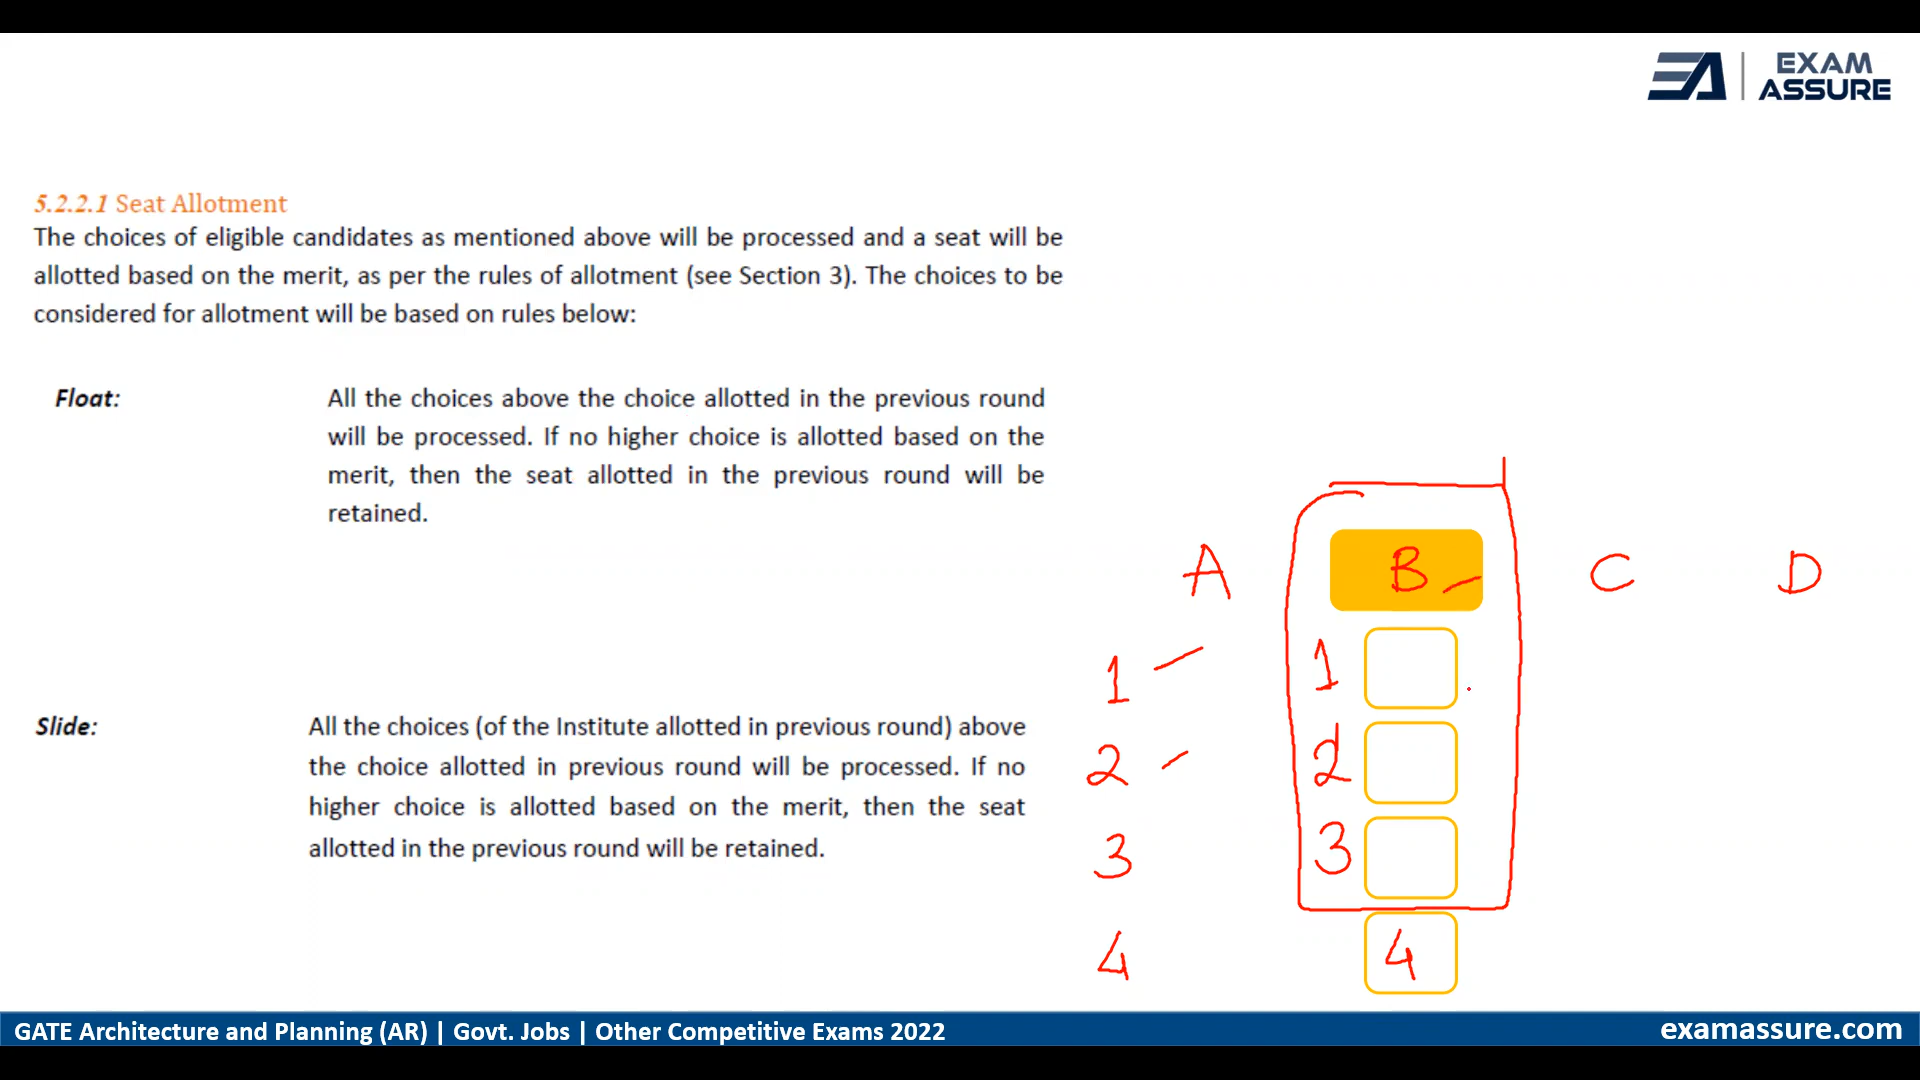 EXAM
ASSURE
5.2.2.1 Seat Allotment
The choices of eligible candidates as mentioned above will be processed and a seat will be
allotted based on the merit, as per the rules of allotment (see Section 3). The choices to be
considered for allotment will be based on rules below:
Float: All the choices above the choice allotted in the previous round
will be processed. If no higher choice is allotted based on the
merit, then the seat allotted in the previous round will be
retained.
A B C D
1 1
2 2
3 3
4 4
Slide: All the choices (of the Institute allotted in previous round) above
the choice allotted in previous round will be processed. If no
higher choice is allotted based on the merit, then the seat
allotted in the previous round will be retained.
GATE Architecture and Planning (AR) | Govt. Jobs | Other Competitive Exams 2022
examassure.com